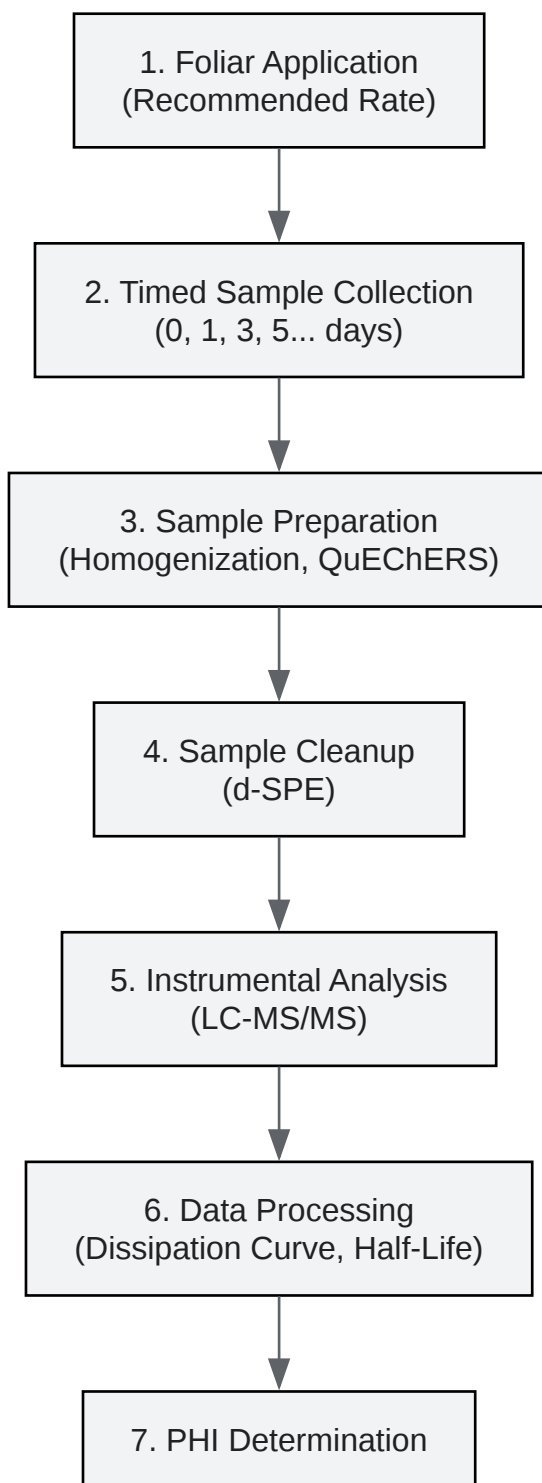 1. Foliar Application
(Recommended Rate)
2. Timed Sample Collection
(0, 1, 3, 5... days)
3. Sample Preparation
(Homogenization, QuEChERS)
4. Sample Cleanup
(d-SPE)
5. Instrumental Analysis
(LC-MS/MS)
6. Data Processing
(Dissipation Curve, Half-Life)
7. PHI Determination